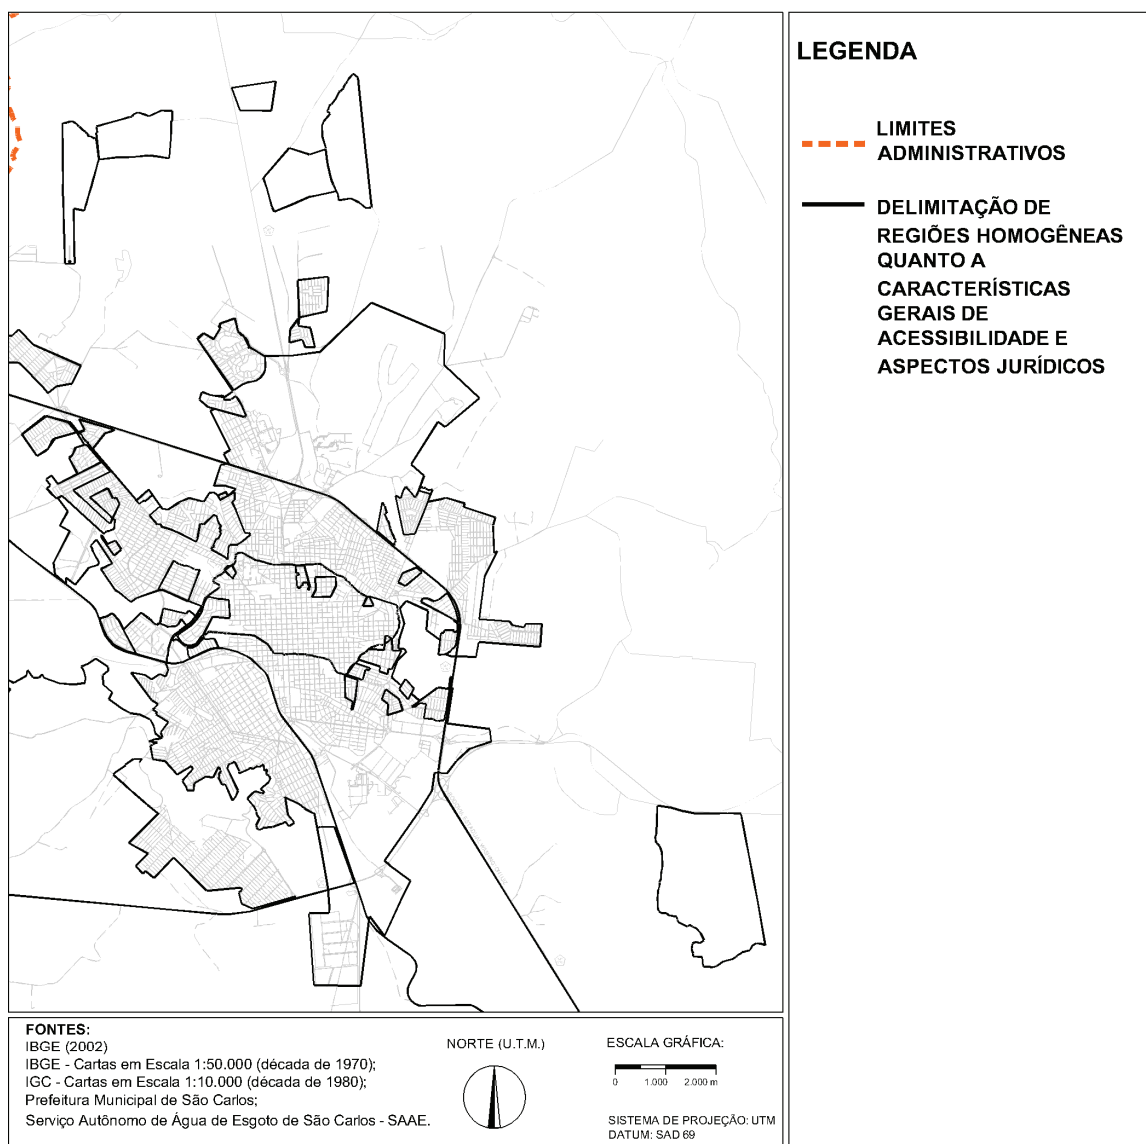 LEGENDA
LIMITES
ADMINISTRATIVOS
DELIMITAÇÃO DE
REGIÕES HOMOGÊNEAS
QUANTO A
CARACTERÍSTICAS
GERAIS DE
ACESSIBILIDADE E
ASPECTOS JURÍDICOS
FONTES:
IBGE (2002)
IBGE - Cartas em Escala 1:50.000 (década de 1970);
IGC - Cartas em Escala 1:10.000 (década de 1980);
Prefeitura Municipal de São Carlos;
Serviço Autônomo de Água de Esgoto de São Carlos - SAAE.
NORTE (U.T.M.)
ESCALA GRÁFICA:
0 1.000 2.000 m
SISTEMA DE PROJEÇÃO: UTM
DATUM: SAD 69